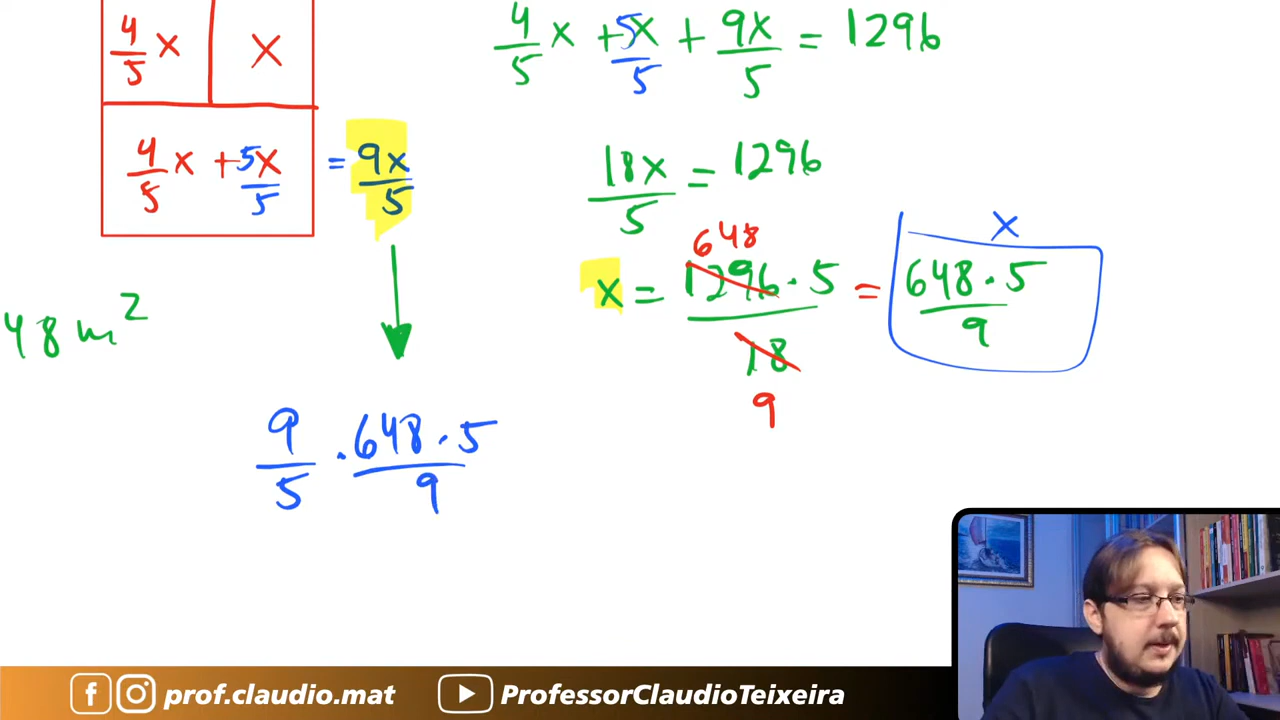 4/5 x | x
4/5 x + 5x/5 = 9x/5
48 m²
9/5 · 648 · 5/9
4/5 x + 5x/5 + 9x/5 = 1296
18x/5 = 1296
648
x = 1296 · 5/18 = 648 · 5/9
9
x
prof.claudio.mat
ProfessorClaudioTeixeira